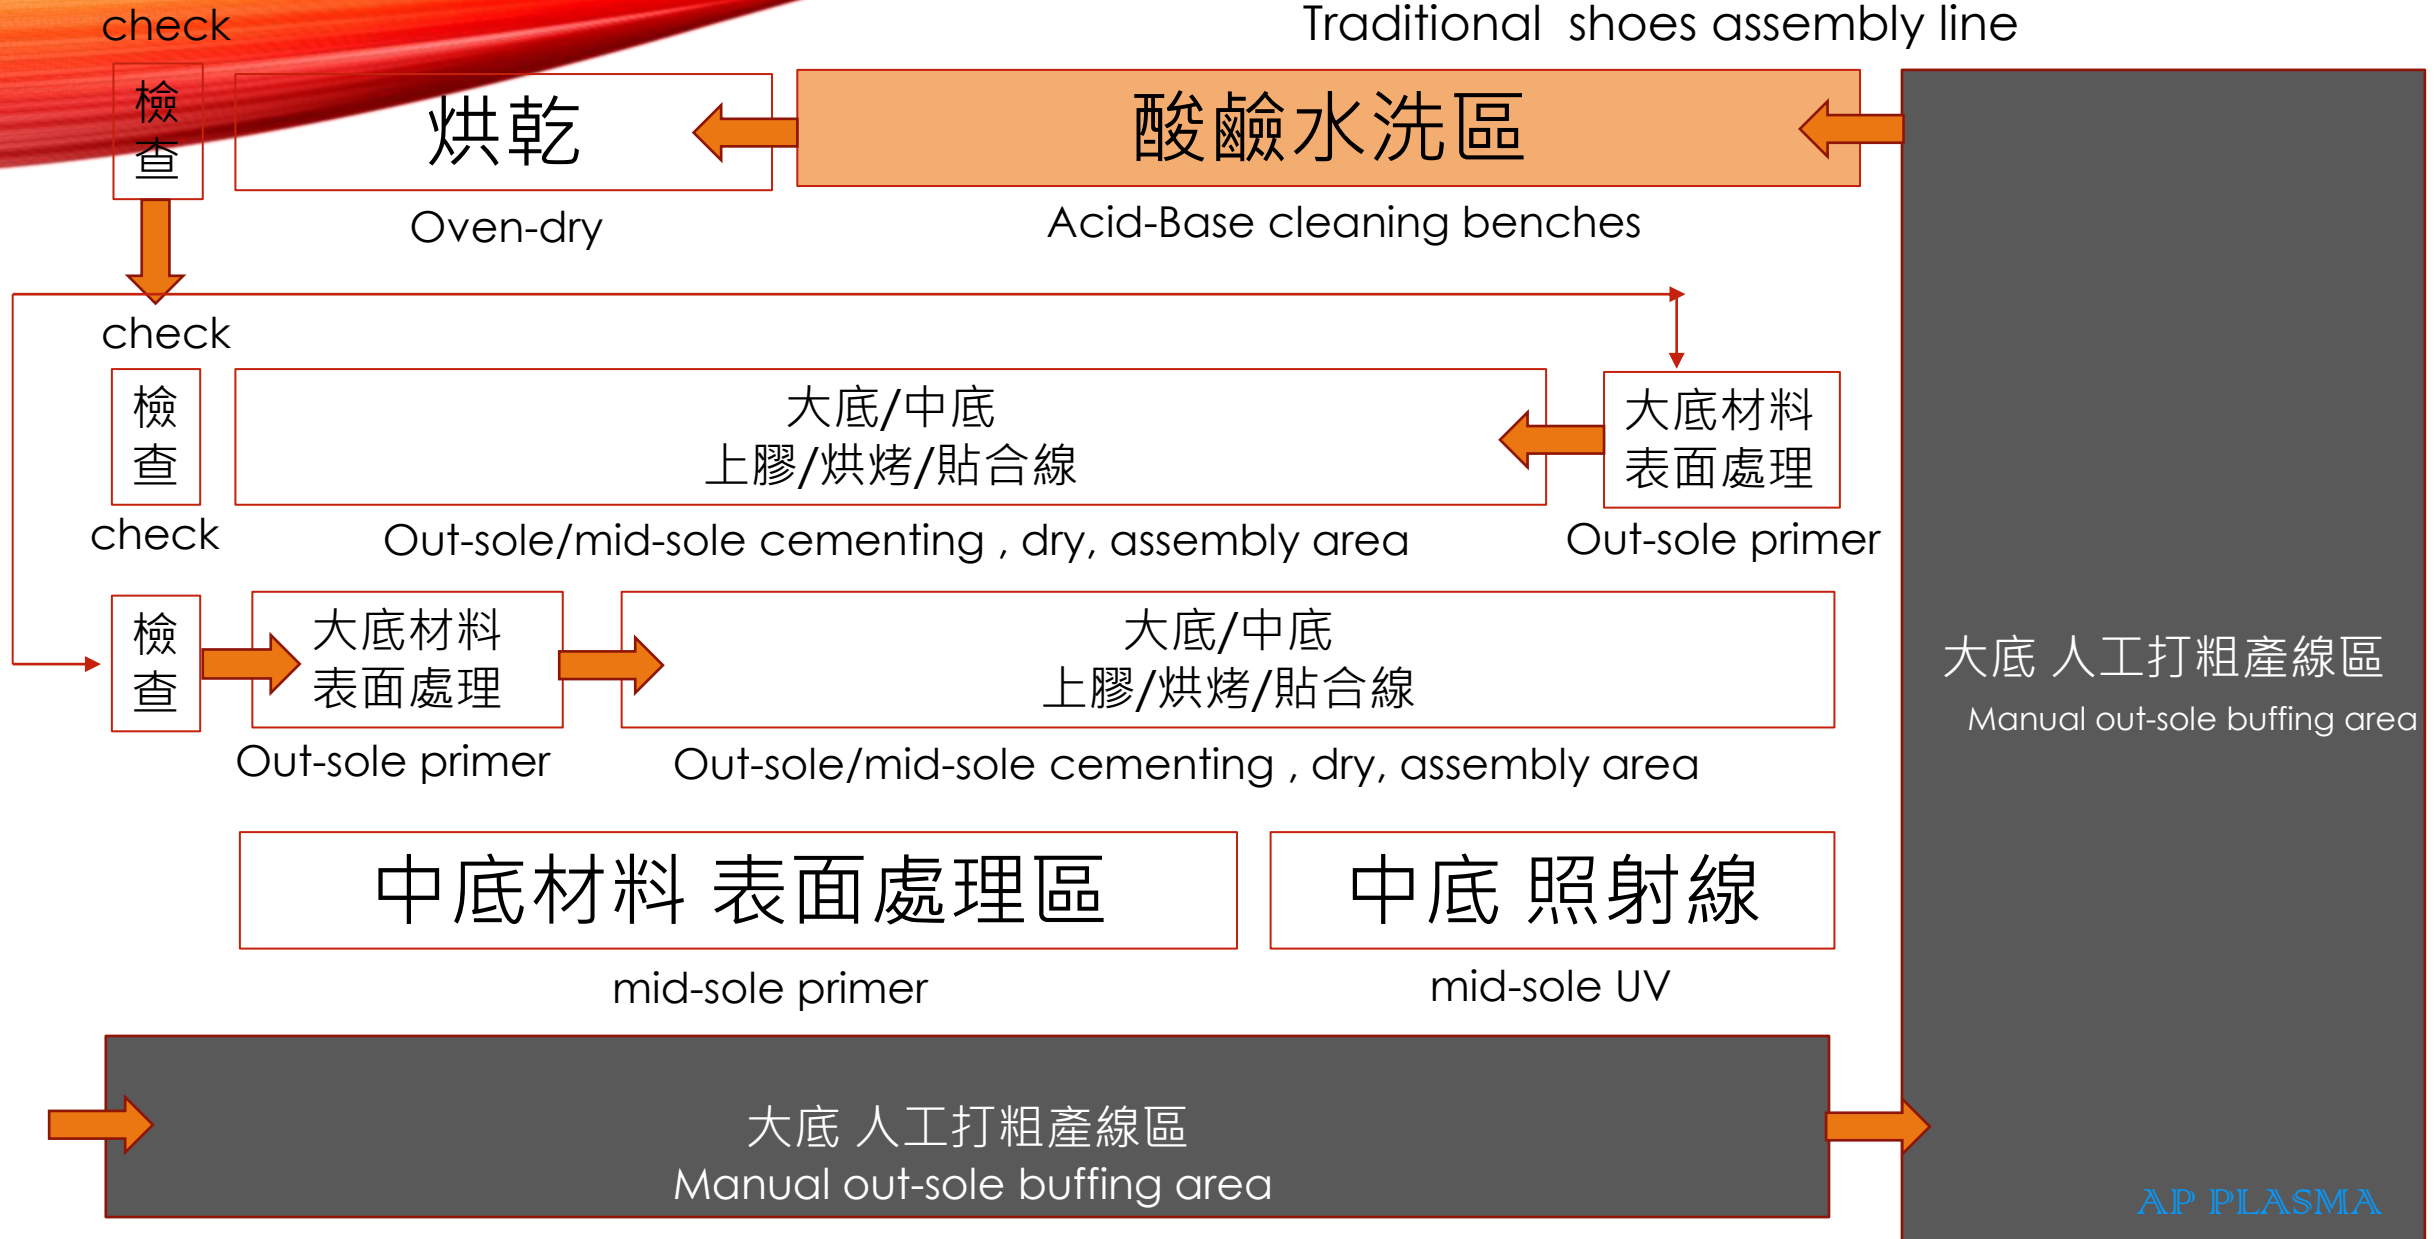 check
Traditional shoes assembly line
檢
查
烘乾
酸鹼水洗區
Oven-dry
Acid-Base cleaning benches
check
檢
查
大底/中底
上膠/烘烤/貼合線
大底材料
表面處理
check
Out-sole/mid-sole cementing , dry, assembly area
Out-sole primer
檢
查
大底材料
表面處理
大底/中底
上膠/烘烤/貼合線
大底 人工打粗產線區
Manual out-sole buffing area
Out-sole primer
Out-sole/mid-sole cementing , dry, assembly area
中底材料 表面處理區
中底 照射線
mid-sole primer
mid-sole UV
大底 人工打粗產線區
Manual out-sole buffing area
AP PLASMA